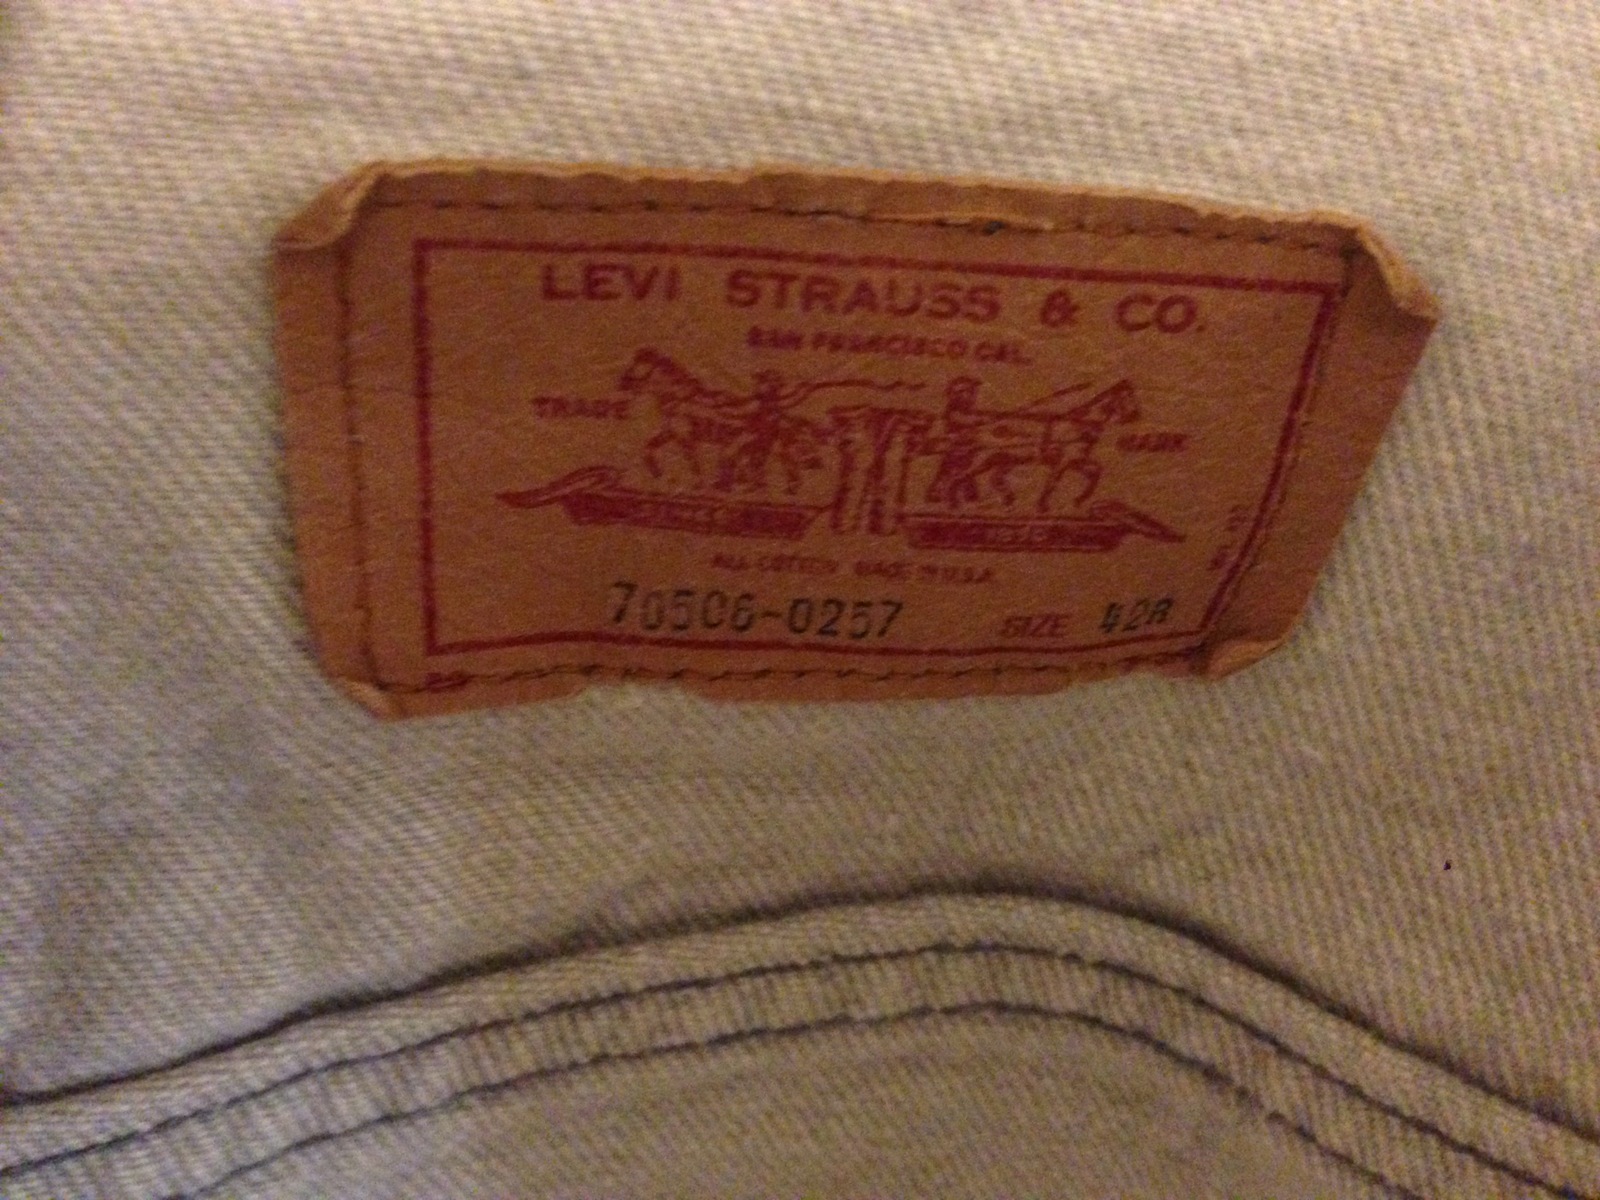 LEVI STRAUSS & CO.
SAN FRANCISCO CAL.
TRADE MARK
ALL COTTON MADE IN U.S.A.
70506-0257 SIZE 42R